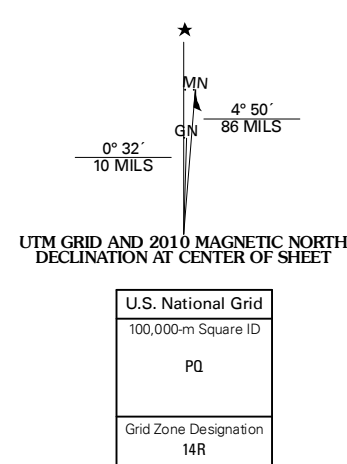 ★
MN
4° 50´
86 MILS
GN
0° 32´
10 MILS
UTM GRID AND 2010 MAGNETIC NORTH
DECLINATION AT CENTER OF SHEET
U.S. National Grid
100,000-m Square ID
PQ
Grid Zone Designation
14R